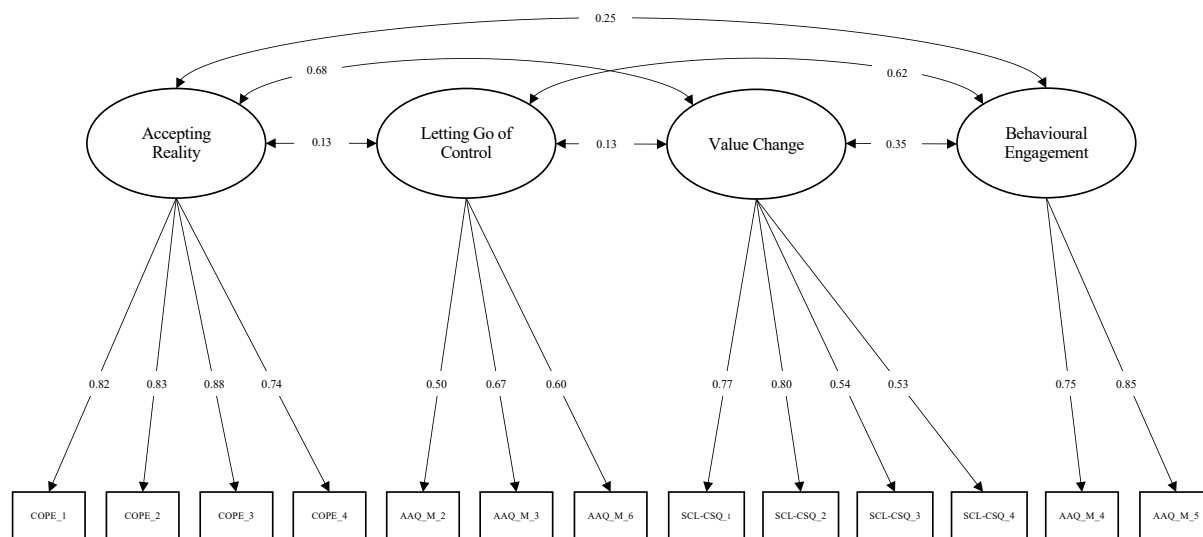 0.25
0.68
0.62
Accepting
Reality
0.13
Letting Go of
Control
0.13
Value Change
0.35
Behavioural
Engagement
0.82
0.83
0.88
0.74
0.50
0.67
0.60
0.77
0.80
0.54
0.53
0.75
0.85
COPE_1
COPE_2
COPE_3
COPE_4
AAQ_M_2
AAQ_M_3
AAQ_M_6
SCL-CSQ_1
SCL-CSQ_2
SCL-CSQ_3
SCL-CSQ_4
AAQ_M_4
AAQ_M_5